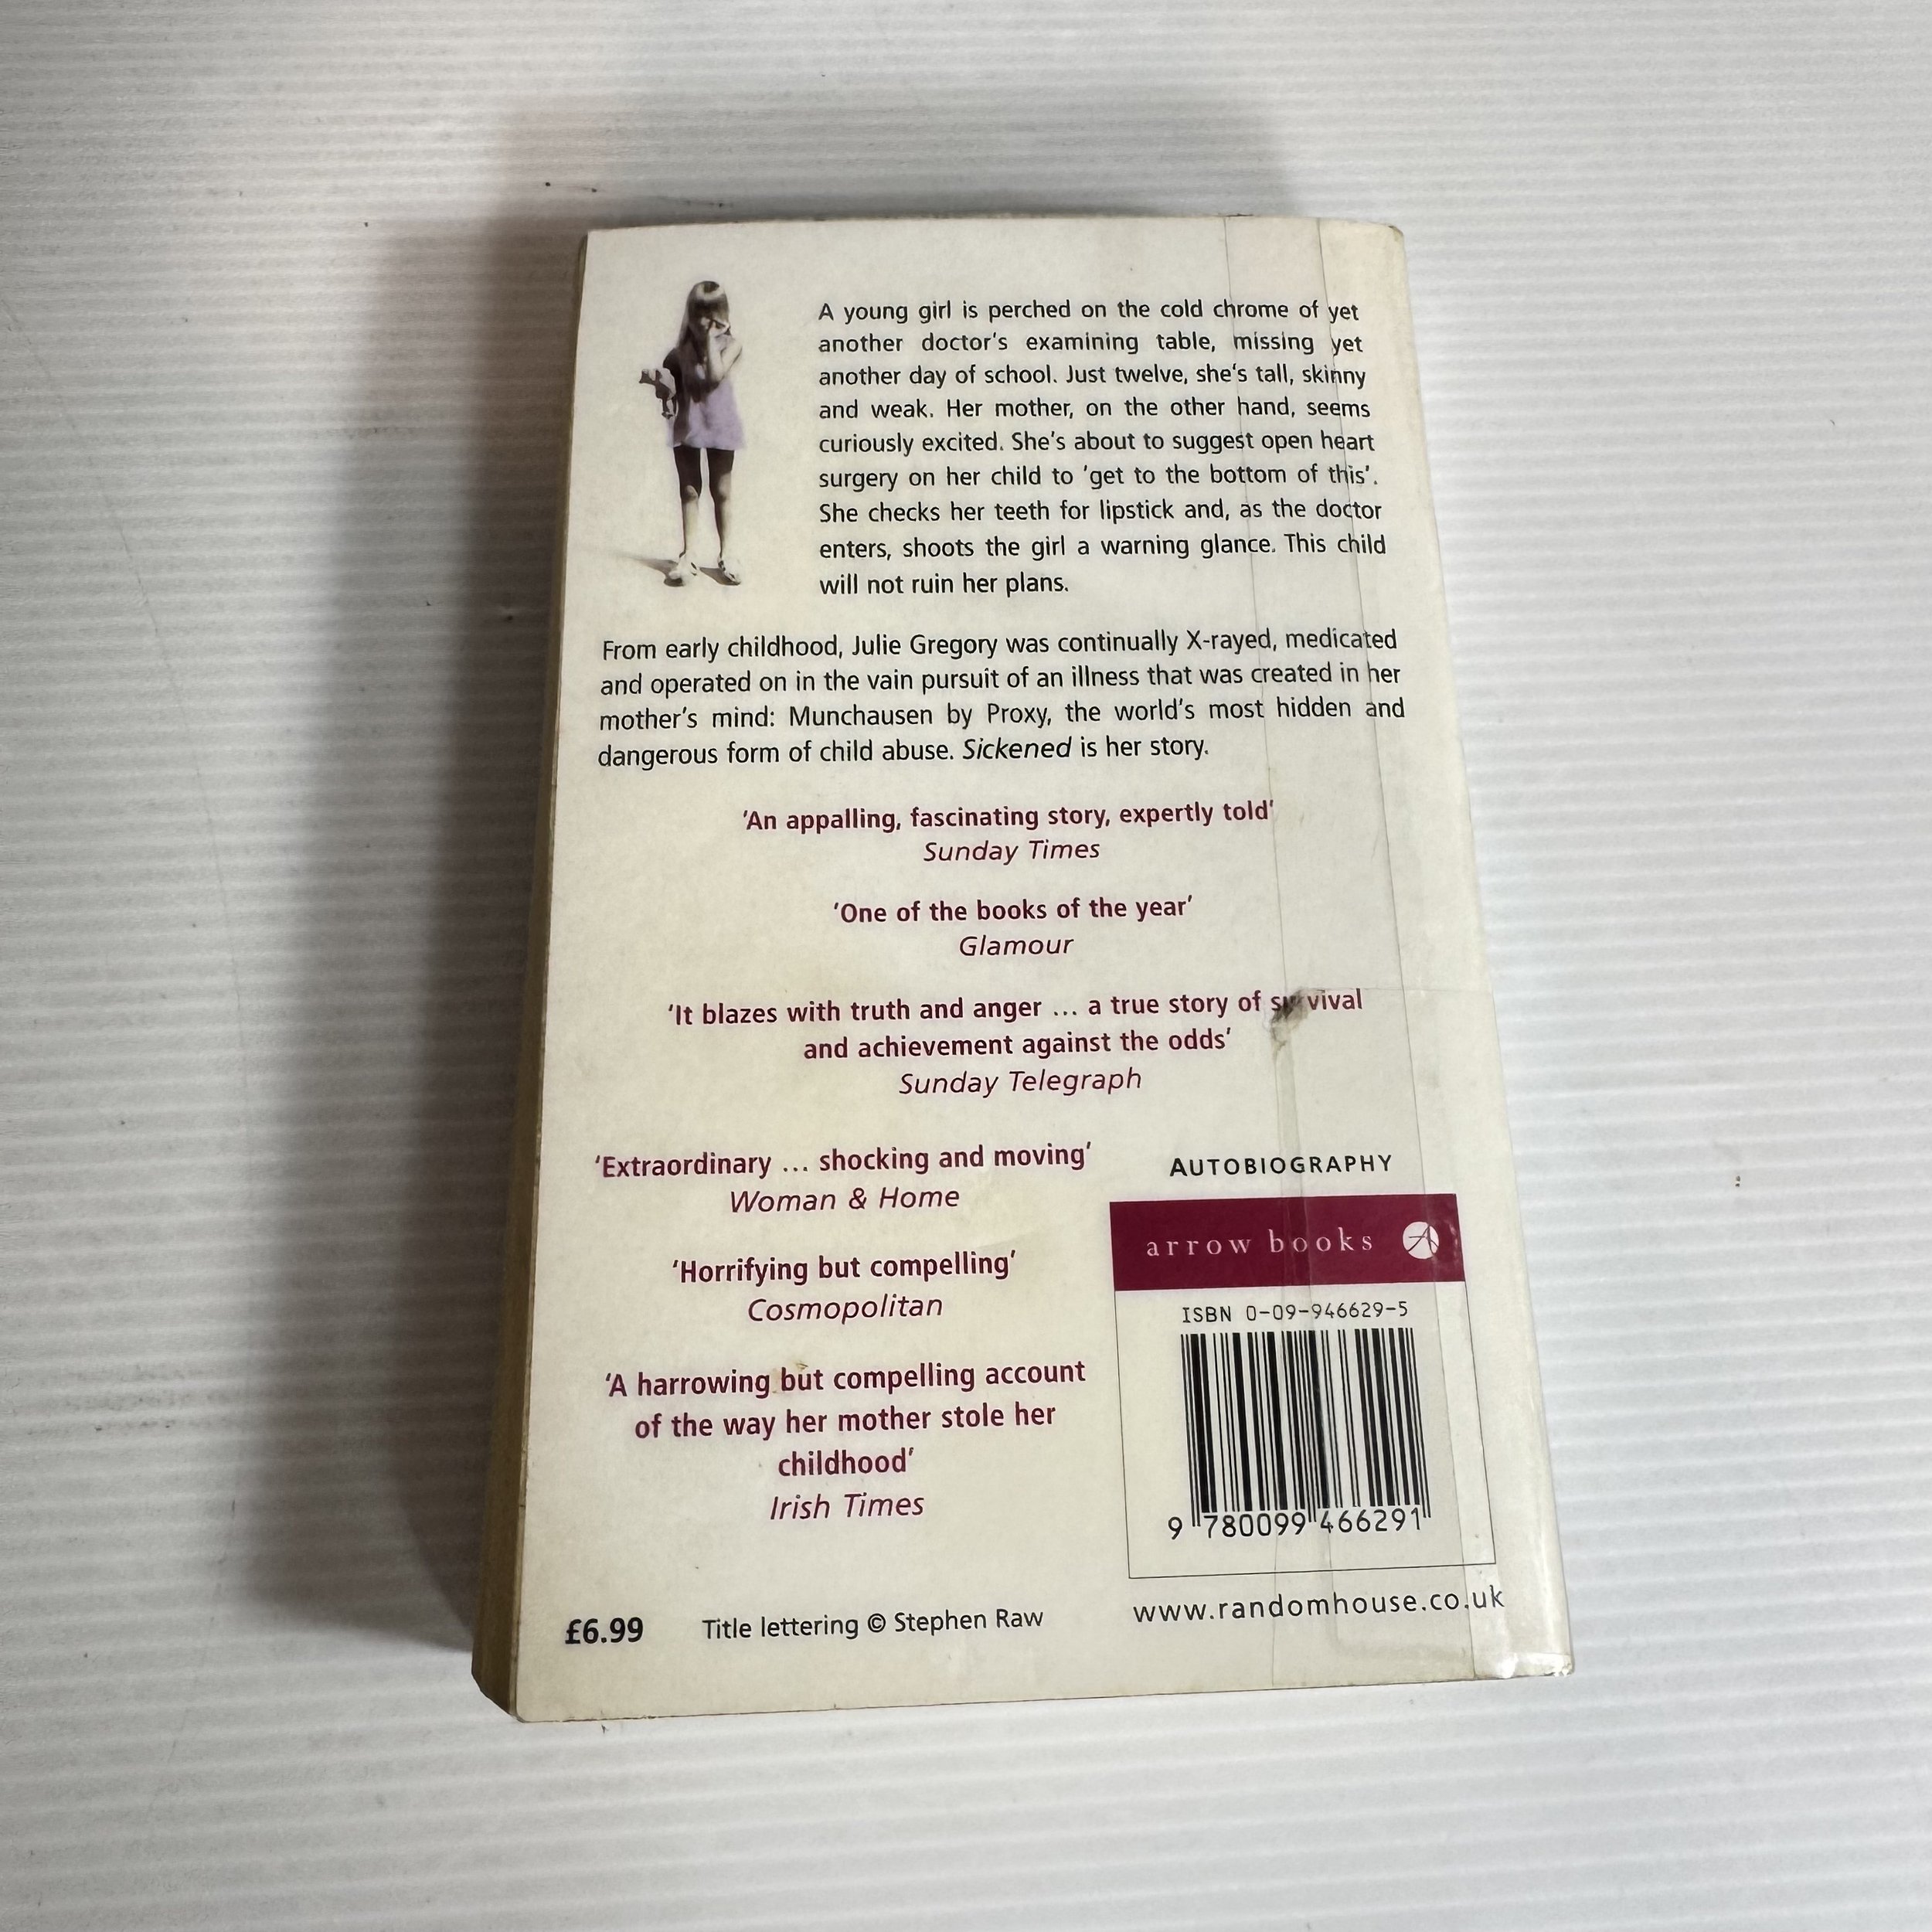 A young girl is perched on the cold chrome of yet
another doctor's examining table, missing yet
another day of school. Just twelve, she's tall, skinny
and weak. Her mother, on the other hand, seems
curiously excited. She's about to suggest open heart
surgery on her child to 'get to the bottom of this'.
She checks her teeth for lipstick and, as the doctor
enters, shoots the girl a warning glance. This child
will not ruin her plans.
From early childhood, Julie Gregory was continually X-rayed, medicated
and operated on in the vain pursuit of an illness that was created in her
mother's mind: Munchausen by Proxy, the world's most hidden and
dangerous form of child abuse. Sickened is her story.
'An appalling, fascinating story, expertly told'
Sunday Times
'One of the books of the year'
Glamour
'It blazes with truth and anger ... a true story of survival
and achievement against the odds'
Sunday Telegraph
'Extraordinary ... shocking and moving'
Woman & Home
'Horrifying but compelling'
Cosmopolitan
'A harrowing but compelling account
of the way her mother stole her
childhood'
Irish Times
AUTOBIOGRAPHY
arrow books
ISBN 0-09-946629-5
9 780099 466291
£6.99
Title lettering © Stephen Raw
www.randomhouse.co.uk